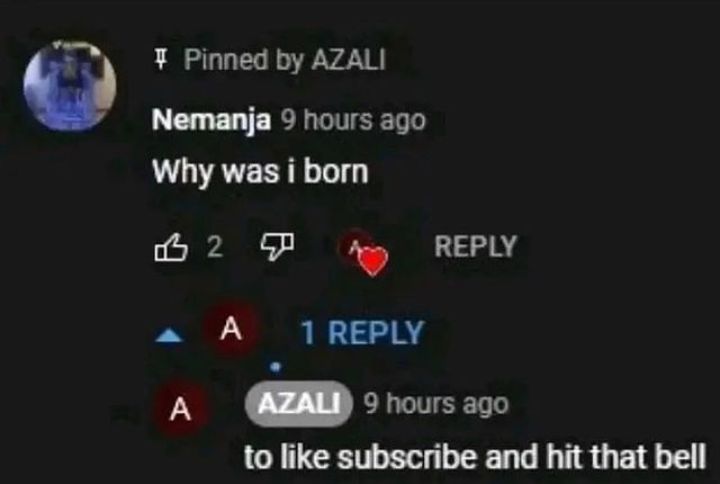 Pinned by AZALI
Nemanja 9 hours ago
Why was i born
2 REPLY
A 1 REPLY
A AZALI 9 hours ago
to like subscribe and hit that bell